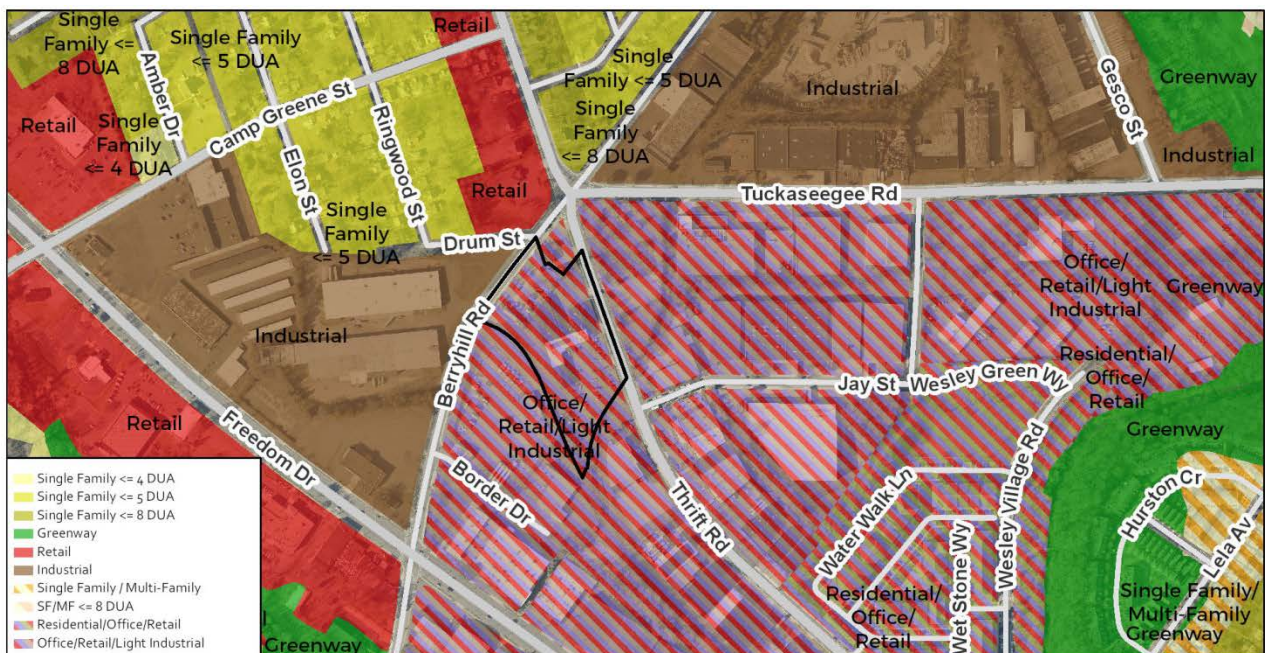 Single
Family <=
8 DUA
Single Family
<= 5 DUA
Retail
Amber Dr
Camp Greene St
Ringwood St
Elon St
Retail
Single
Family
<= 4 DUA
Retail
Single
Family <= 5 DUA
Single
Family
<= 8 DUA
Industrial
Gesco St
Greenway
Industrial
Tuckaseegee Rd
Single
Family
<= 5 DUA
Drum St
Industrial
Berryhill Rd
Office/
Retail/Light
Industrial
Greenway
Residential/
Office/
Retail
Jay St
Wesley Green Wy
Greenway
Retail
Freedom Dr
Office/
Retail/Light
Industrial
Border Dr
Thrift Rd
Water Walk Ln
Wesley Village Rd
Wet Stone Wy
Residential/
Office/
Retail
Hurston Cr
Lela Av
Single Family/
Multi-Family
Greenway
Greenway
Single Family <= 4 DUA
Single Family <= 5 DUA
Single Family <= 8 DUA
Greenway
Retail
Industrial
Single Family / Multi-Family
SF/MF <= 8 DUA
Residential/Office/Retail
Office/Retail/Light Industrial